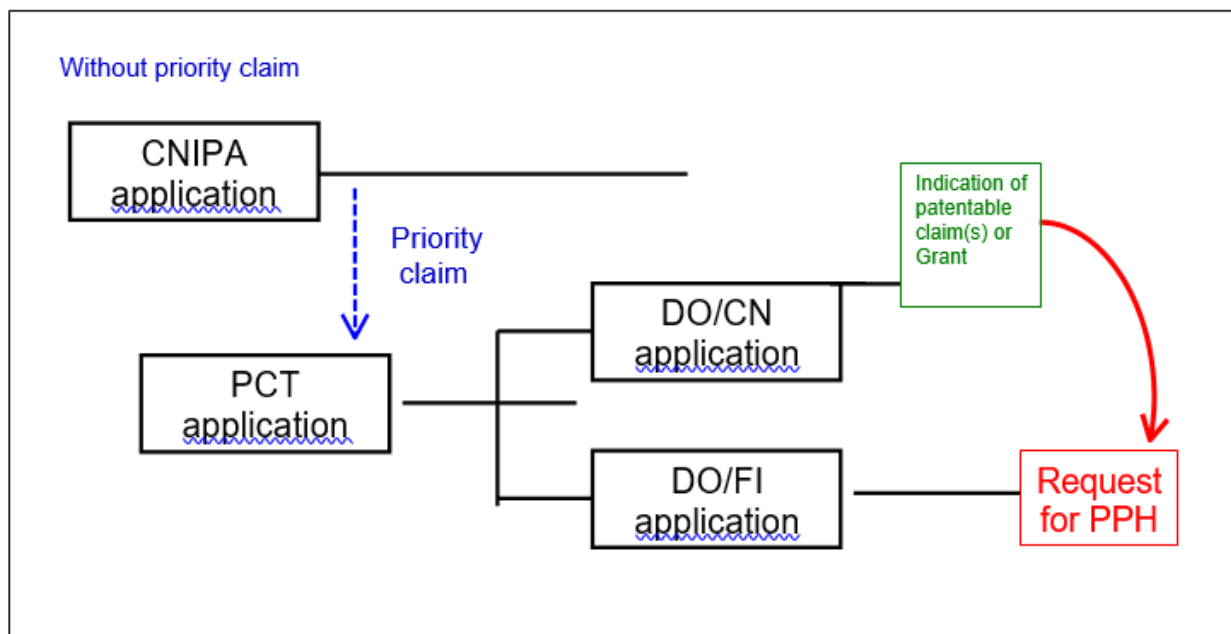 Without priority claim
CNIPA
application
Priority
claim
Indication of
patentable
claim(s) or
Grant
DO/CN
application
PCT
application
DO/FI
application
Request
for PPH